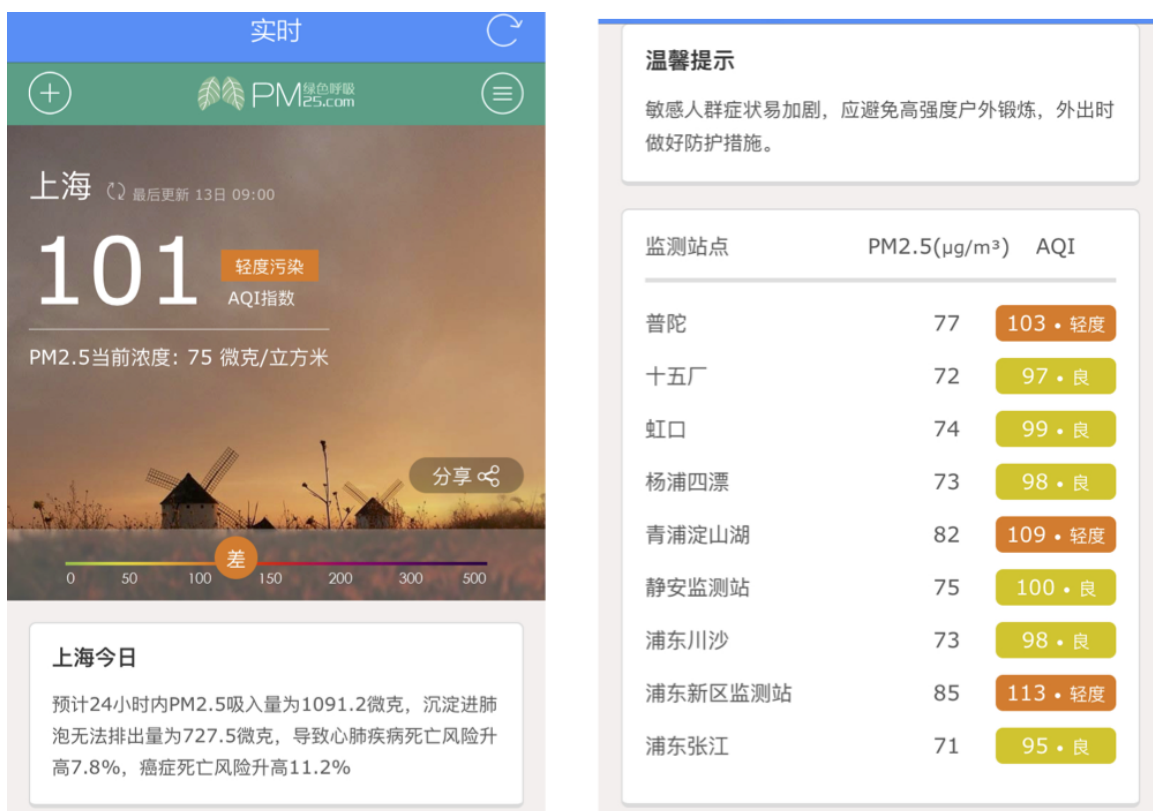 实时
PM 绿色呼吸
25.com
上海 最后更新 13日 09:00
101 轻度污染
AQI指数
PM2.5当前浓度: 75 微克/立方米
分享
差
0 50 100 150 200 300 500
上海今日
预计24小时内PM2.5吸入量为1091.2微克，沉淀进肺
泡无法排出量为727.5微克，导致心肺疾病死亡风险升
高7.8%，癌症死亡风险升高11.2%
温馨提示
敏感人群症状易加剧，应避免高强度户外锻炼，外出时
做好防护措施。
监测站点 PM2.5(μg/m³) AQI
普陀 77 103 • 轻度
十五厂 72 97 • 良
虹口 74 99 • 良
杨浦四漂 73 98 • 良
青浦淀山湖 82 109 • 轻度
静安监测站 75 100 • 良
浦东川沙 73 98 • 良
浦东新区监测站 85 113 • 轻度
浦东张江 71 95 • 良